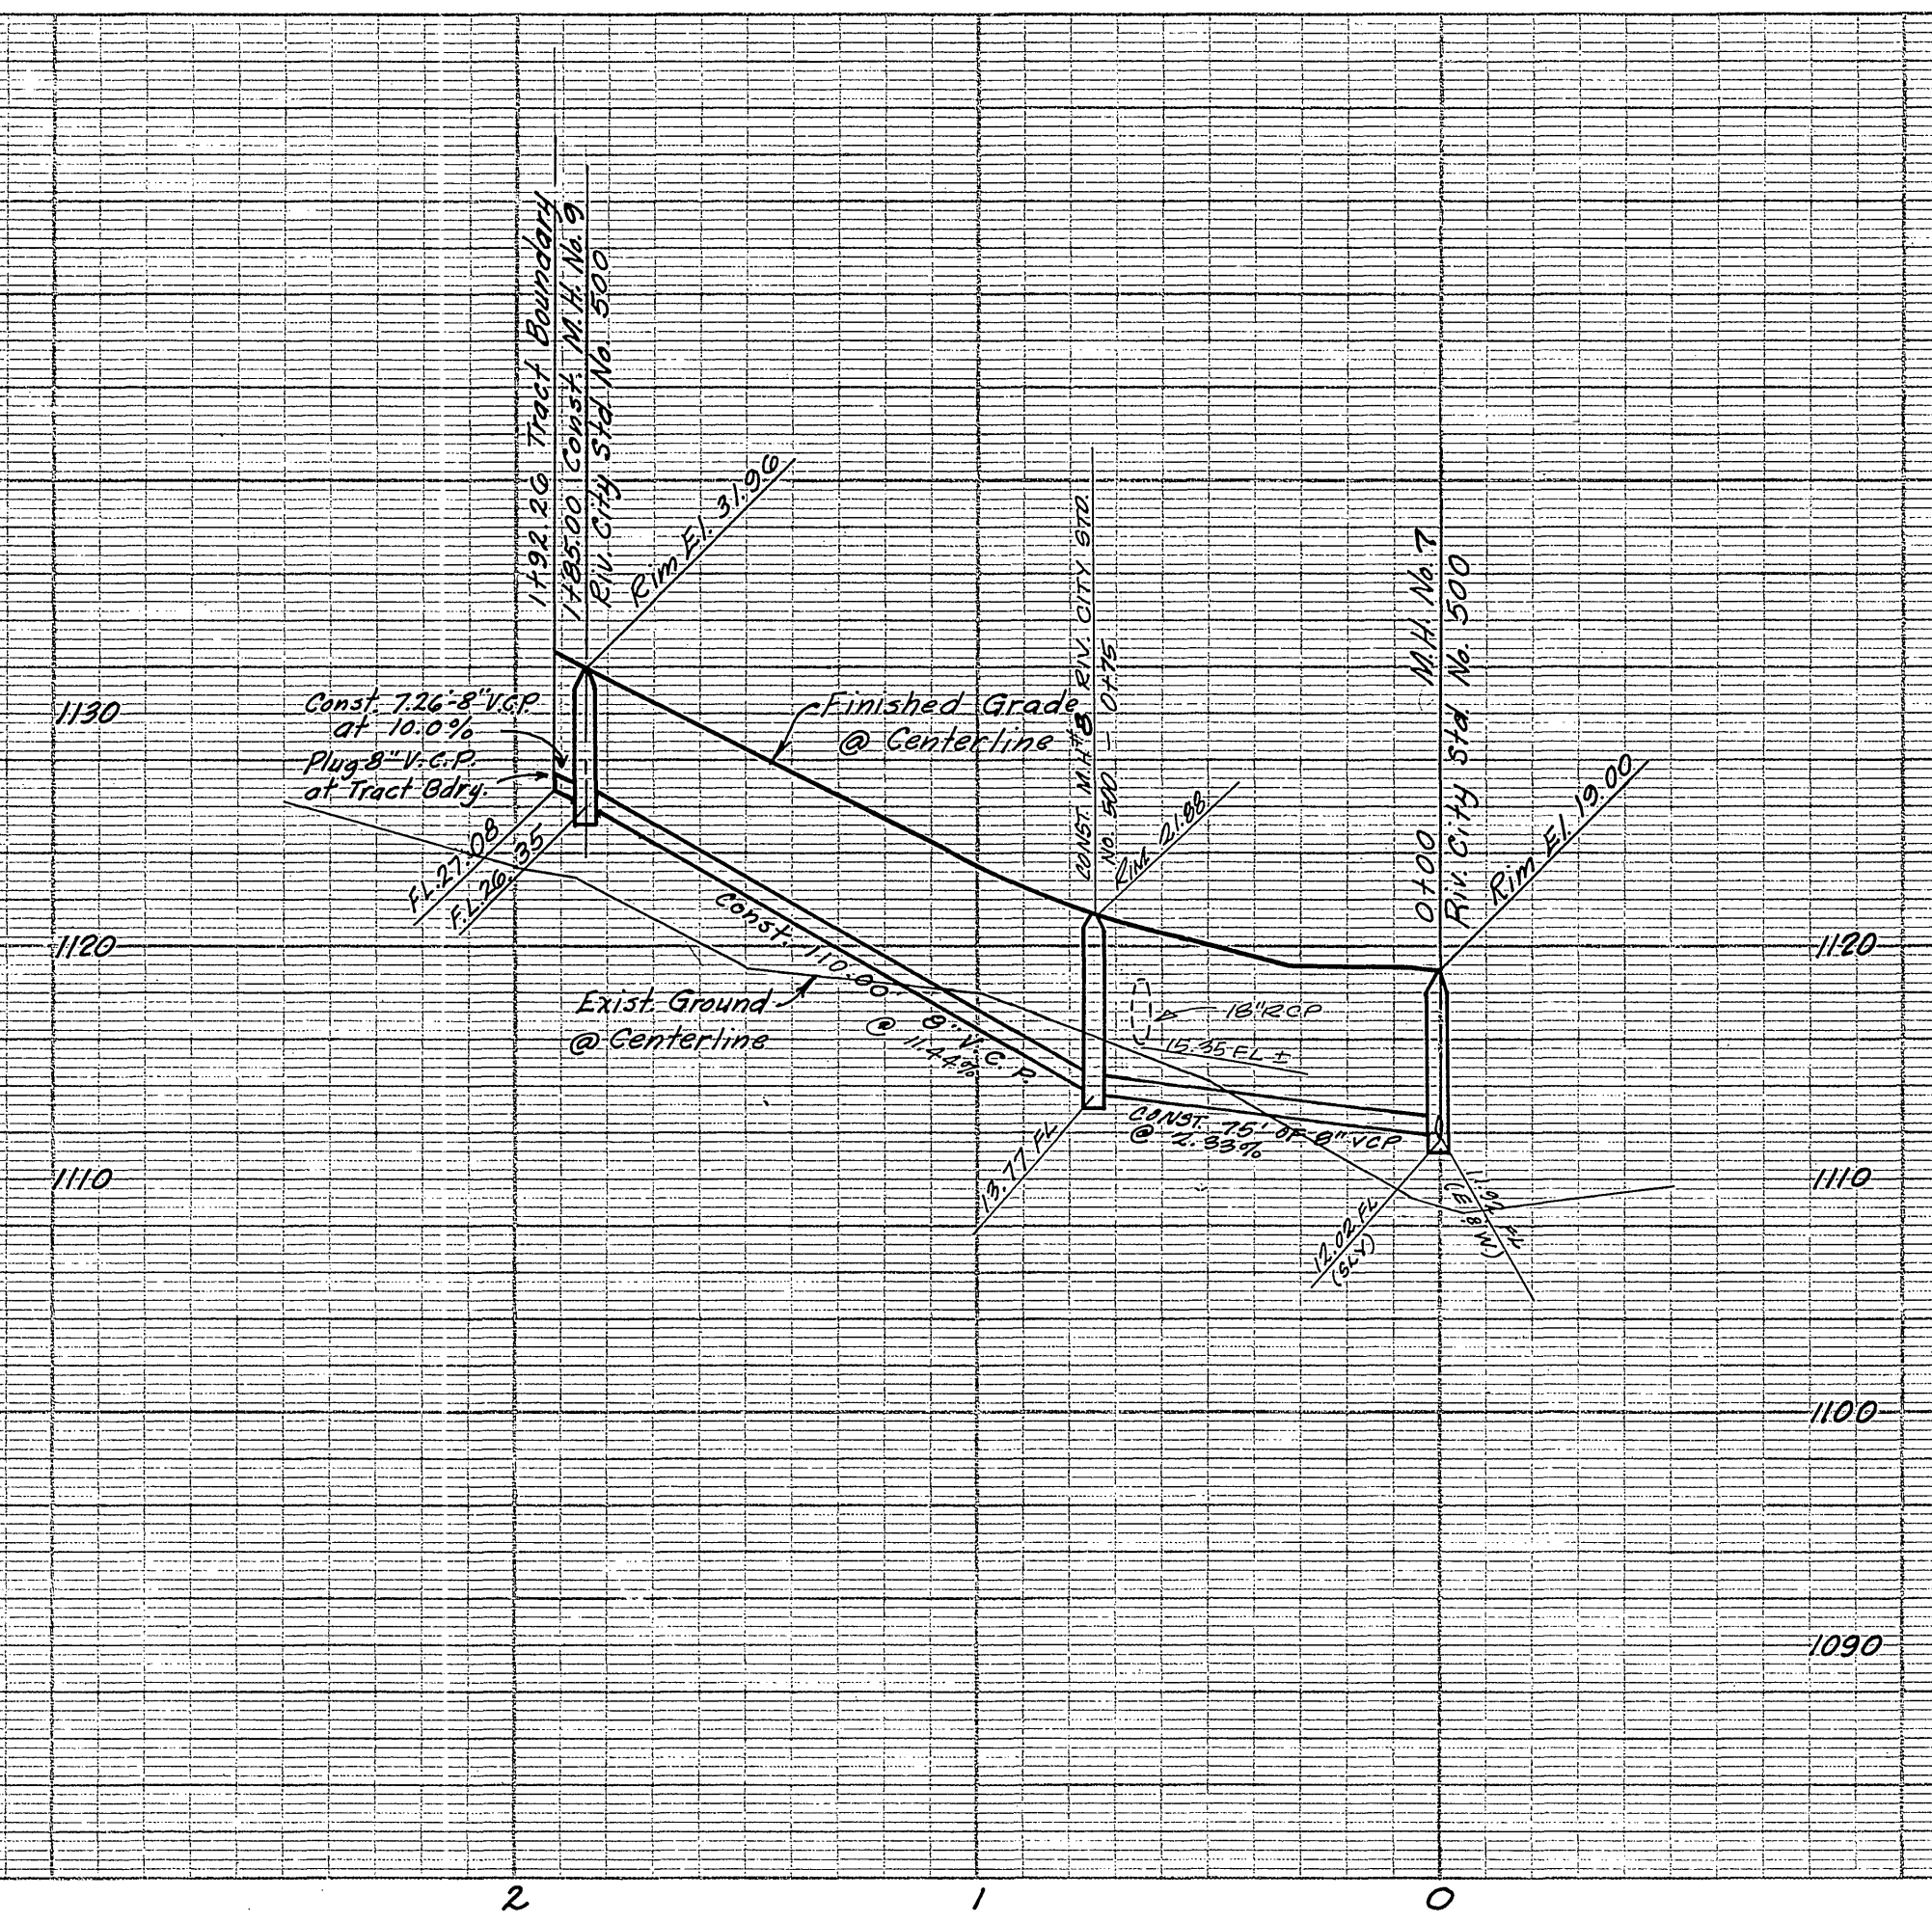 1+92.26 Tract Boundary
1+85.00 Const. M.H. No. 9
Riv. City Std. No. 500
Rim El. 31.96
CONST. M.H.#8 RIV. CITY STD.
No. 500 - 0+75
RIM 21.88
M.H. No. 7
0+00
Riv. City Std. No. 500
Rim El. 19.00
1130
Const. 7.26'-8" V.C.P.
at 10.0%
Plug 8" V.C.P.
at Tract Bdry.
Finished Grade
@ Centerline
FL. 27.08
F.L. 26.35
1120
Const. 110.00' 8" V.C.P.
@ 11.44%
Exist. Ground
@ Centerline
18" RCP
15.35 FL ±
1120
CONST. 75' OF 8" VCP
@ 2.33%
13.77 FL
12.02 FL
(SLY)
11.92 FL
(E & W)
1110
1110
1100
1090
2
1
0